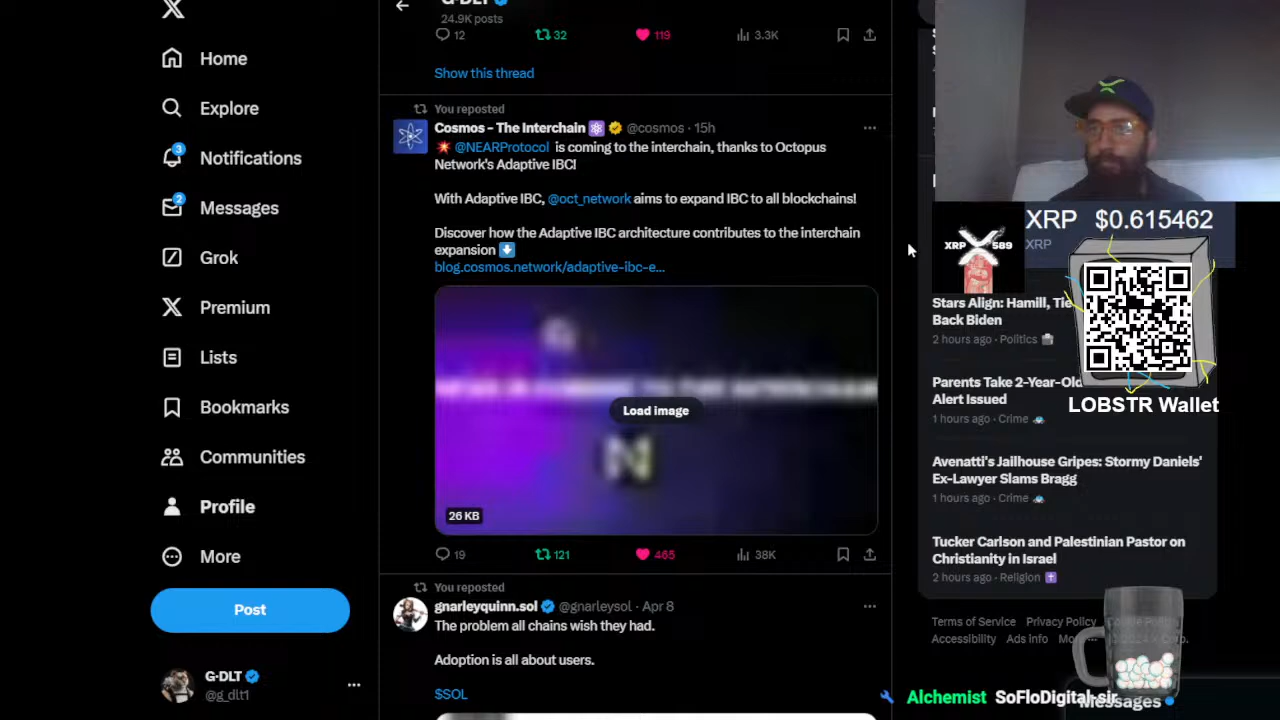 G-DLT
24.9K posts
12
32
119
3.3K
Show this thread
You reposted
Cosmos - The Interchain @cosmos · 15h
@NEARProtocol is coming to the interchain, thanks to Octopus
Network's Adaptive IBC!
With Adaptive IBC, @oct_network aims to expand IBC to all blockchains!
Discover how the Adaptive IBC architecture contributes to the interchain
expansion
blog.cosmos.network/adaptive-ibc-e...
Load image
26 KB
19
121
465
38K
You reposted
gnarleyquinn.sol @gnarleysol · Apr 8
The problem all chains wish they had.
Adoption is all about users.
$SOL
Home
Explore
3
Notifications
2
Messages
Grok
Premium
Lists
Bookmarks
Communities
Profile
More
Post
G-DLT
@g_dlt1
XRP $0.615462
XRP
XRP 589
LOBSTR Wallet
Stars Align: Hamill, Tie
Back Biden
2 hours ago · Politics
Parents Take 2-Year-Old
Alert Issued
1 hours ago · Crime
Avenatti's Jailhouse Gripes: Stormy Daniels'
Ex-Lawyer Slams Bragg
1 hours ago · Crime
Tucker Carlson and Palestinian Pastor on
Christianity in Israel
2 hours ago · Religion
Terms of Service Privacy Policy Cookie Policy
Accessibility Ads info More ... © 2024 X Corp.
Alchemist SoFloDigital-sir
Messages